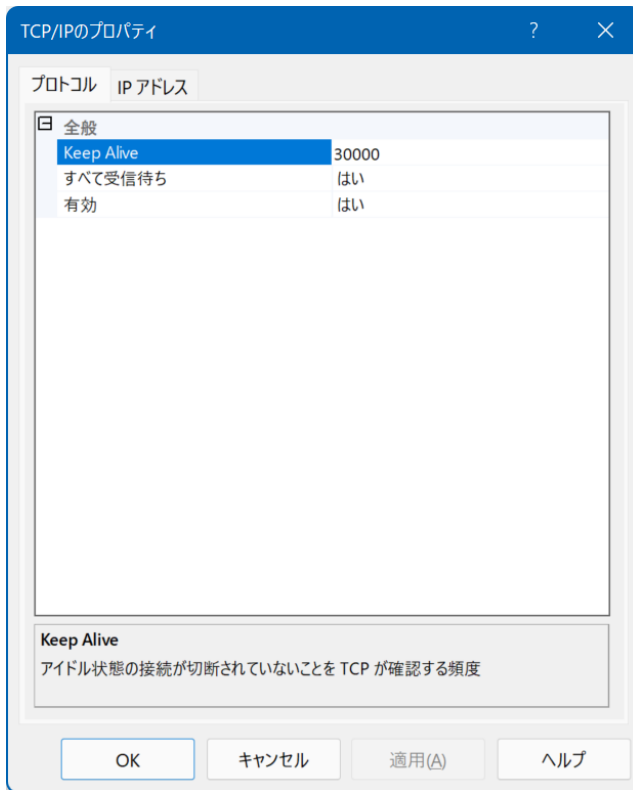 TCP/IPのプロパティ
?
プロトコル IP アドレス
全般
Keep Alive 30000
すべて受信待ち はい
有効 はい
Keep Alive
アイドル状態の接続が切断されていないことを TCP が確認する頻度
OK キャンセル 適用(A) ヘルプ